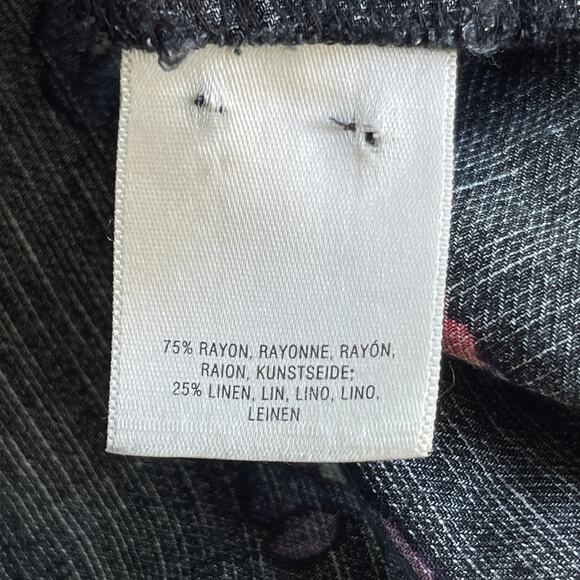 75% RAYON, RAYONNE, RAYÓN,
RAION, KUNSTSEIDE;
25% LINEN, LIN, LINO, LINO,
LEINEN